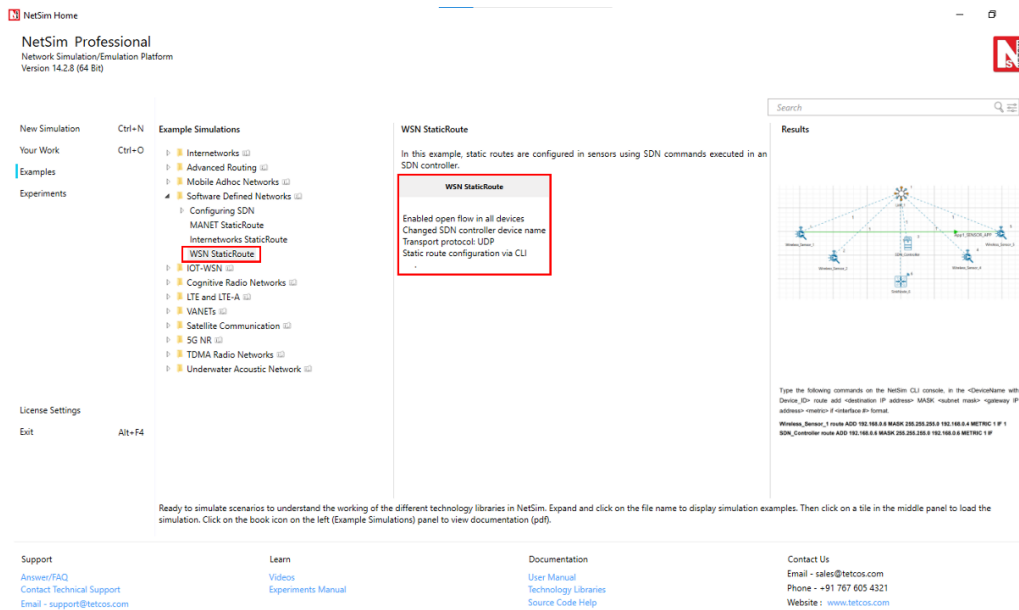 NetSim Home
NetSim Professional
Network Simulation/Emulation Platform
Version 14.2.8 (64 Bit)
Search
New Simulation Ctrl+N
Your Work Ctrl+O
Examples
Experiments
License Settings
Exit Alt+F4
Example Simulations
Internetworks
Advanced Routing
Mobile Adhoc Networks
Software Defined Networks
Configuring SDN
MANET StaticRoute
Internetworks StaticRoute
WSN StaticRoute
IOT-WSN
Cognitive Radio Networks
LTE and LTE-A
VANETs
Satellite Communication
5G NR
TDMA Radio Networks
Underwater Acoustic Network
WSN StaticRoute
In this example, static routes are configured in sensors using SDN commands executed in an
SDN controller.
WSN StaticRoute
Enabled open flow in all devices
Changed SDN controller device name
Transport protocol: UDP
Static route configuration via CLI
Results
App1_SENSOR_APP
Wireless_Sensor_1
Wireless_Sensor_5
SDN_Controller
Wireless_Sensor_2
Wireless_Sensor_4
Type the following commands on the NetSim CLI console, in the <DeviceName with
Device_ID> route add <destination IP address> MASK <subnet mask> <gateway IP
address> <metric> if <interface #> format.
Wireless_Sensor_1 route ADD 192.168.0.6 MASK 255.255.255.0 192.168.0.4 METRIC 1 IF 1
SDN_Controller route ADD 192.168.0.6 MASK 255.255.255.0 192.168.0.6 METRIC 1 IF
Ready to simulate scenarios to understand the working of the different technology libraries in NetSim. Expand and click on the file name to display simulation examples. Then click on a tile in the middle panel to load the
simulation. Click on the book icon on the left (Example Simulations) panel to view documentation (pdf).
Support
Answer/FAQ
Contact Technical Support
Email - support@tetcos.com
Learn
Videos
Experiments Manual
Documentation
User Manual
Technology Libraries
Source Code Help
Contact Us
Email - sales@tetcos.com
Phone - +91 767 605 4321
Website : www.tetcos.com